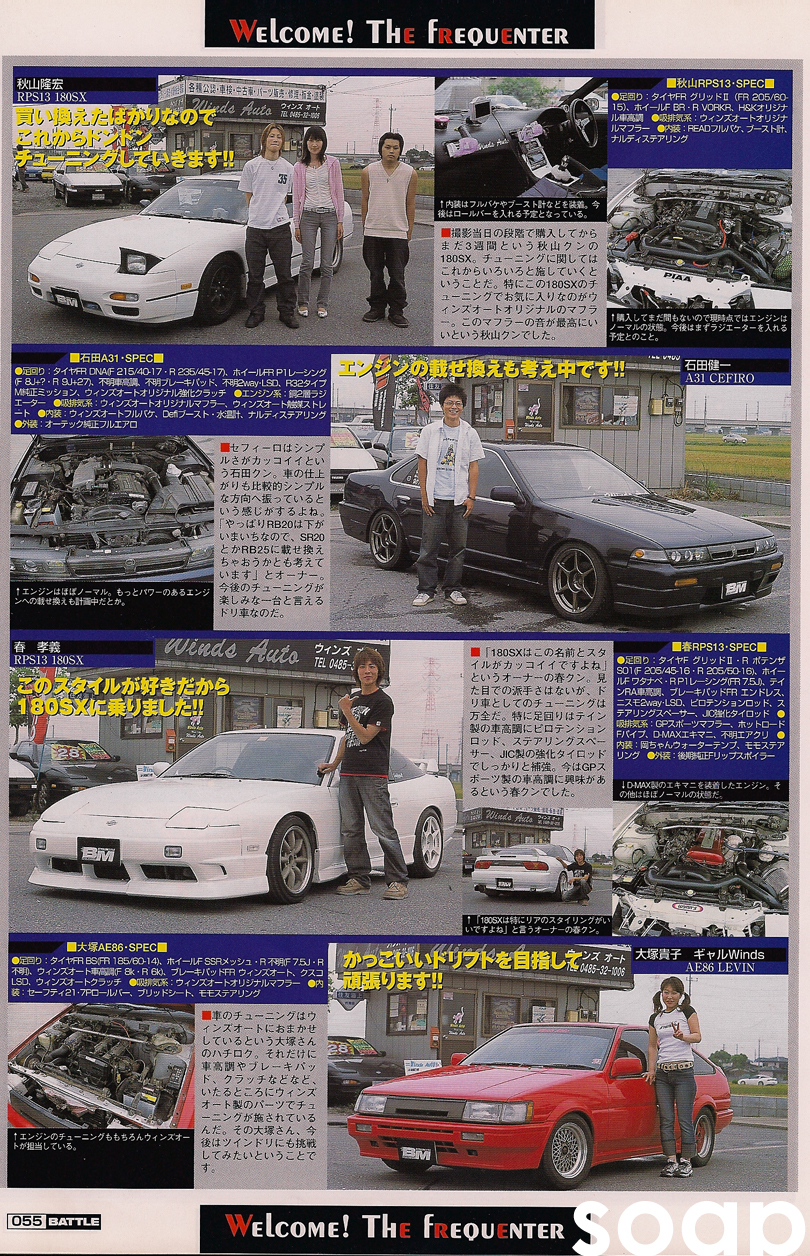 WELCOME! THE FREQUENTER
秋山隆宏
RPS13 180SX
買い換えたばかりなので
これからドンドン
チューニングしていきます!!
各種公認・車検・中古車・パーツ販売・修理・板金・塗装
Winds Auto ウィンズ オート
TEL 0485-32-1006
35
↑内装はフルバケやブースト計などを装着。今
後はロールバーを入れる予定となっている。
■秋山RPS13・SPEC■
●足回り：タイヤFR グリッドⅡ（FR 205/60-
15)、ホイールF BR・R VORKR、H&Kオリジナ
ル車高調 ●吸排気系：ウィンズオートオリジナ
ルマフラー ●内装：READフルバケ、ブースト計、
ナルディステアリング
■撮影当日の段階で購入してから
まだ3週間という秋山クンの
180SX。チューニングに関しては
これからいろいろと施していくと
いうことだ。特にこの180SXのチ
ューニングでお気に入りなのがウ
ィンズオートオリジナルのマフラ
ー。このマフラーの音が最高にい
いという秋山クンでした。
PIAA
↑購入してまだ間もないので現時点ではエンジンは
ノーマルの状態。今後はまずラジエーターを入れる
予定とのこと。
BM
■石田A31・SPEC■
●足回り：タイヤFR DNA(F 215/40-17・R 235/45-17)、ホイールFR P1レーシング
(F 8J+?・R 9J+27)、不明車高調、不明ブレーキパッド、不明2way・LSD、R32タイプ
M純正ミッション、ウィンズオートオリジナル強化クラッチ ●エンジン系：銅2層ラジ
エーター ●吸排気系：ウィンズオートオリジナルマフラー、ウィンズオート触媒ストレ
ート ●内装：ウィンズオートフルバケ、Defiブースト・水温計、ナルディステアリング
●外装：オーテック純正フルエアロ
エンジンの載せ換えも考え中です!!
石田健一
A31 CEFIRO
■セフィーロはシンプ
ルさがカッコイイとい
う石田クン。車の仕上
がりも比較的シンプル
な方向へ振っていると
いう感じがするよね。
「やっぱりRB20は下が
いまいちなので、SR20
とかRB25に載せ換え
ちゃおうかとも考えて
います」とオーナー。
今後のチューニングが
楽しみな一台と言える
ドリ車なのだ。
↑エンジンはほぼノーマル。もっとパワーのあるエンジ
ンへの載せ換えも計画中だとか。
BM
春 孝義
RPS13 180SX
このスタイルが好きだから
180SXに乗りました!!
Winds Auto ウィンズ オート
TEL 0485-3
BM
■「180SXはこの名前とスタ
イルがカッコイイですよね」
というオーナーの春クン。見
た目での派手さはないが、ド
リ車としてのチューニングは
万全だ。特に足回りはテイン
製の車高調にピロテンション
ロッド、ステアリングスペー
サー、JIC製の強化タイロッド
でしっかりと補強。今はGPス
ポーツ製の車高調に興味があ
るという春クンでした。
Winds Auto
BM
↑「180SXは特にリアのスタイリングがい
いですよね」と言うオーナーの春クン。
■春RPS13・SPEC■
●足回り：タイヤF グリッドⅡ・R ポテンザ
S01(F 205/45-16・R 205/50-16)、ホイー
ルF ワタナベ・R P1レーシング(FR 7.5J)、テイ
ンRA車高調、ブレーキパッドFR エンドレス、
ニスモ2way・LSD、ピロテンションロッド、ス
テアリングスペーサー、JIC強化タイロッド ●
吸排気系：GPスポーツマフラー、ホットロード
Fパイプ、D-MAXエキマニ、不明エアクリ ●
内装：岡ちゃんウォーターテンプ、モモステア
リング ●外装：後期純正Fリップスポイラー
↓D-MAX製のエキマニを装着したエンジン。そ
の他はほぼノーマルの状態だ。
■大塚AE86・SPEC■
●足回り：タイヤFR BS(FR 185/60-14)、ホイールF SSRメッシュ・R 不明(F 7.5J・R
不明)、ウィンズオート車高調(F 8k・R 6k)、ブレーキパッドFR ウィンズオート、クスコ
LSD、ウィンズオートクラッチ ●吸排気系：ウィンズオートオリジナルマフラー ●内
装：セーフティ21・7Pロールバー、ブリッドシート、モモステアリング
かっこいいドリフトを目指して
頑張ります!!
オート
TEL 0485-32-1006
大塚貴子 ギャルWinds
AE86 LEVIN
■車のチューニングはウ
ィンズオートにおまかせ
しているという大塚さん
のハチロク。それだけに
車高調やブレーキパッ
ド、クラッチなどなど、
いたるところにウィンズ
オート製のパーツでチュ
ーニングが施されている
んだ。その大塚さん、今
後はツインドリにも挑戦
してみたいということで
す。
↑エンジンのチューニングももちろんウィンズオー
トが担当している。
BM
055 BATTLE
WELCOME! THE FREQUENTER
soap